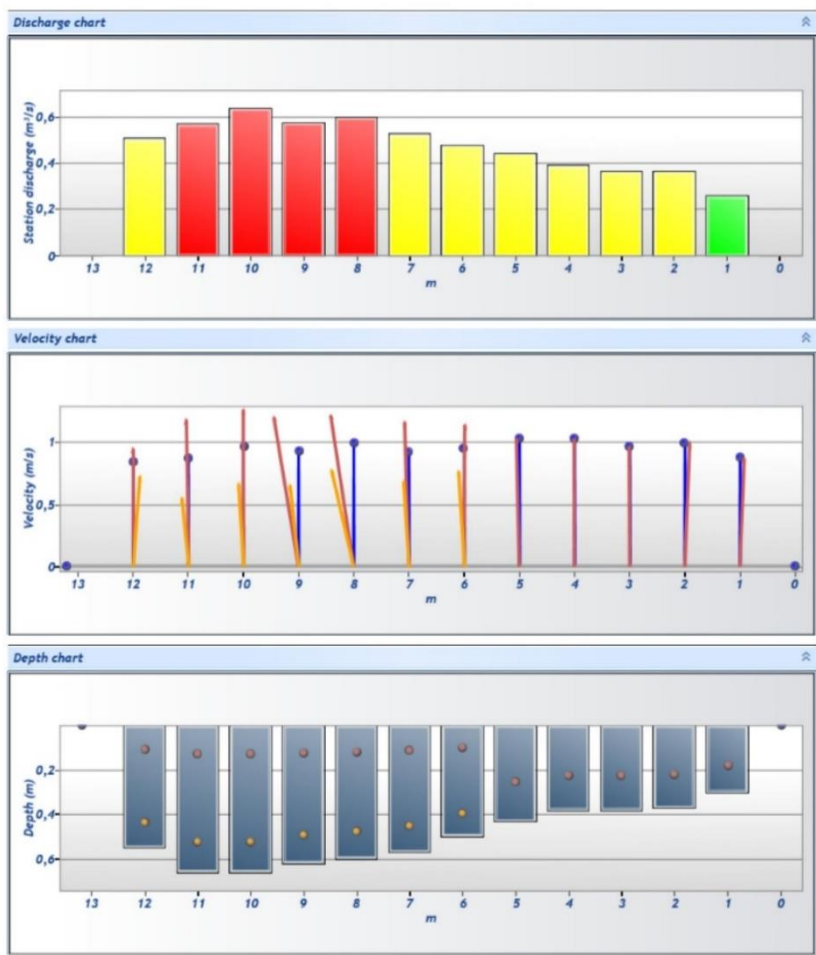 Discharge chart
Station discharge (m³/s)
0,6
0,4
0,2
0
13 12 11 10 9 8 7 6 5 4 3 2 1 0
m
Velocity chart
Velocity (m/s)
1
0,5
0
13 12 11 10 9 8 7 6 5 4 3 2 1 0
m
Depth chart
Depth (m)
0,2
0,4
0,6
13 12 11 10 9 8 7 6 5 4 3 2 1 0
m